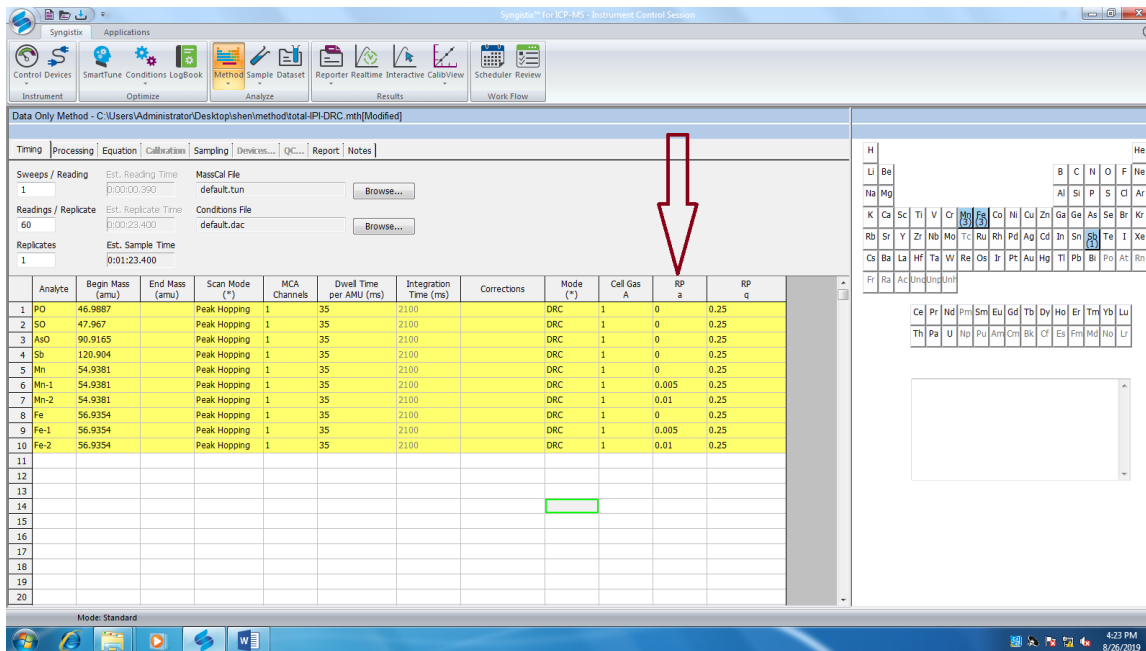 Syngistix™ for ICP-MS - Instrument Control Session
Syngistix Applications
Control Devices SmartTune Conditions LogBook Method Sample Dataset Reporter Realtime Interactive CalibView Scheduler Review
Instrument Optimize Analyze Results Work Flow
Data Only Method - C:\Users\Administrator\Desktop\shen\method\total-IPI-DRC.mth[Modified]
Timing Processing Equation Calibration Sampling Devices... QC... Report Notes
Sweeps / Reading Est. Reading Time MassCal File
1 0:00:00.390 default.tun Browse...
Readings / Replicate Est. Replicate Time Conditions File
60 0:00:23.400 default.dac Browse...
Replicates Est. Sample Time
1 0:01:23.400
Analyte Begin Mass (amu) End Mass (amu) Scan Mode (*) MCA Channels Dwell Time per AMU (ms) Integration Time (ms) Corrections Mode (*) Cell Gas A RP a RP q
1 PO 46.9887 Peak Hopping 1 35 2100 DRC 1 0 0.25
2 SO 47.967 Peak Hopping 1 35 2100 DRC 1 0 0.25
3 AsO 90.9165 Peak Hopping 1 35 2100 DRC 1 0 0.25
4 Sb 120.904 Peak Hopping 1 35 2100 DRC 1 0 0.25
5 Mn 54.9381 Peak Hopping 1 35 2100 DRC 1 0 0.25
6 Mn-1 54.9381 Peak Hopping 1 35 2100 DRC 1 0.005 0.25
7 Mn-2 54.9381 Peak Hopping 1 35 2100 DRC 1 0.01 0.25
8 Fe 56.9354 Peak Hopping 1 35 2100 DRC 1 0 0.25
9 Fe-1 56.9354 Peak Hopping 1 35 2100 DRC 1 0.005 0.25
10 Fe-2 56.9354 Peak Hopping 1 35 2100 DRC 1 0.01 0.25
11
12
13
14
15
16
17
18
19
20
H He
Li Be B C N O F Ne
Na Mg Al Si P S Cl Ar
K Ca Sc Ti V Cr Mn (3) Fe (3) Co Ni Cu Zn Ga Ge As Se Br Kr
Rb Sr Y Zr Nb Mo Tc Ru Rh Pd Ag Cd In Sn Sb (1) Te I Xe
Cs Ba La Hf Ta W Re Os Ir Pt Au Hg Tl Pb Bi Po At Rn
Fr Ra Ac Unq Unp Unh
Ce Pr Nd Pm Sm Eu Gd Tb Dy Ho Er Tm Yb Lu
Th Pa U Np Pu Am Cm Bk Cf Es Fm Md No Lr
Mode: Standard
4:23 PM
8/26/2019